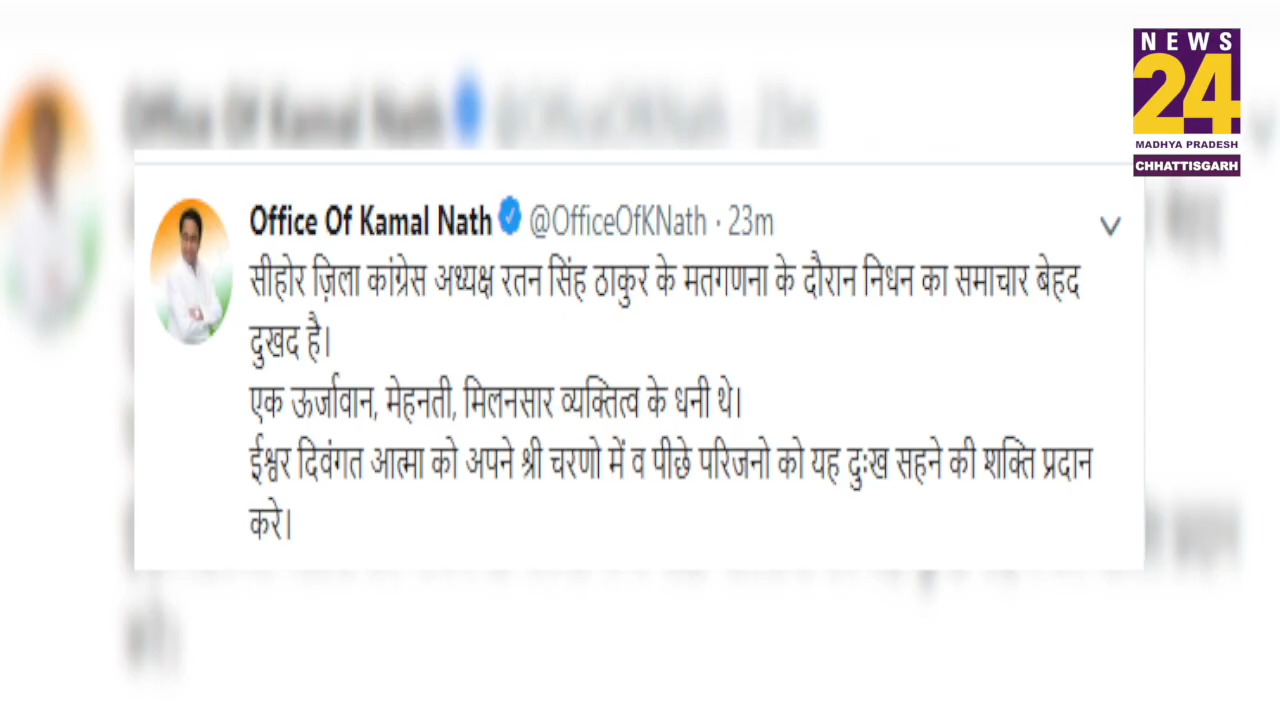 NEWS
24
MADHYA PRADESH
CHHATTISGARH
Office Of Kamal Nath @OfficeOfKNath · 23m
सीहोर ज़िला कांग्रेस अध्यक्ष रतन सिंह ठाकुर के मतगणना के दौरान निधन का समाचार बेहद
दुखद है।
एक ऊर्जावान, मेहनती, मिलनसार व्यक्तित्व के धनी थे।
ईश्वर दिवंगत आत्मा को अपने श्री चरणो में व पीछे परिजनो को यह दुःख सहने की शक्ति प्रदान
करे।